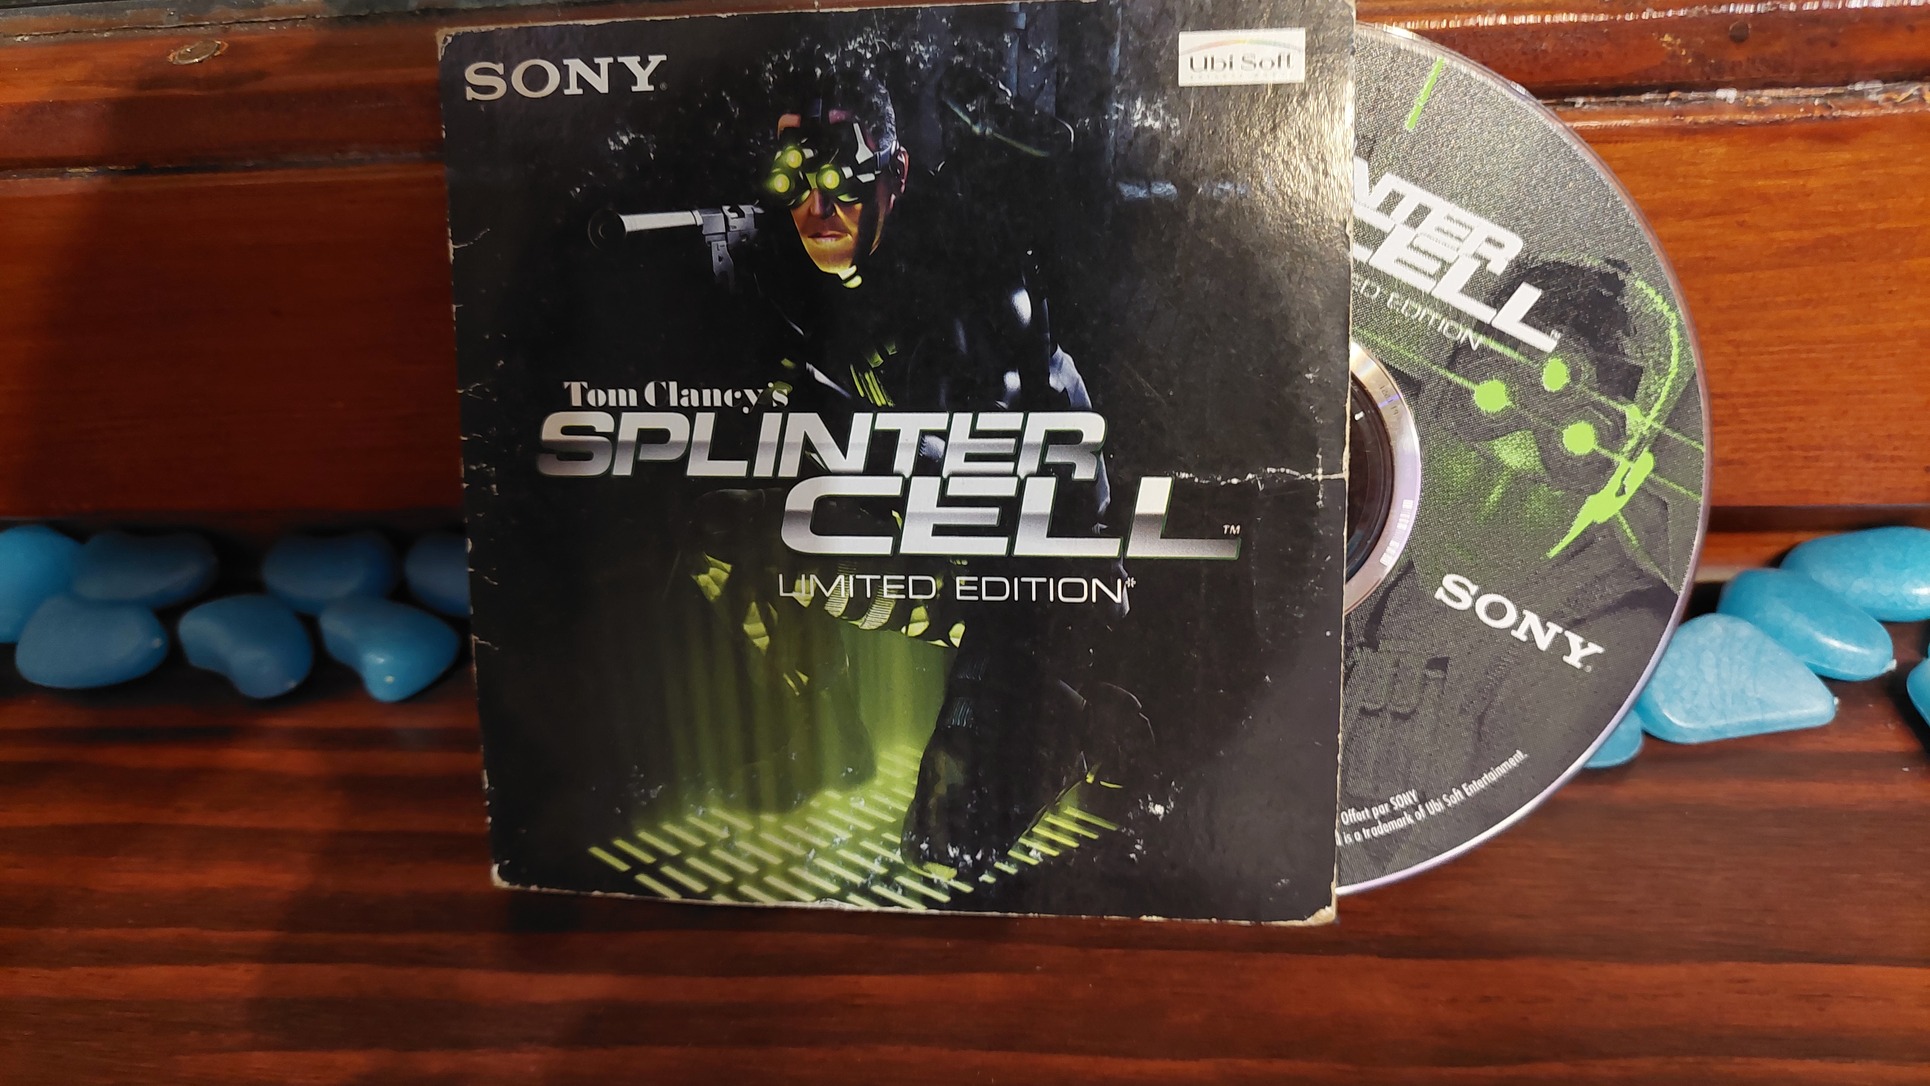 SONY
Ubi Soft
Tom Clancy's
SPLINTER
CELL™
LIMITED EDITION*
NTER
CELL™
ED EDITION
SONY
Offert par SONY
is a trademark of Ubi Soft Entertainment.